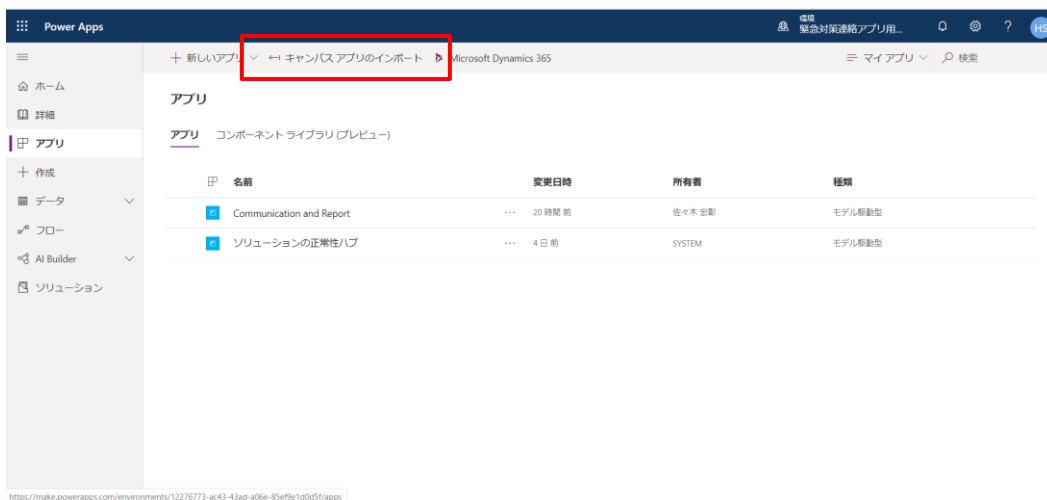 Power Apps
環境
緊急対策連絡アプリ用...
?
HS
新しいアプリ
キャンバス アプリのインポート
Microsoft Dynamics 365
マイ アプリ
検索
ホーム
詳細
アプリ
作成
データ
フロー
AI Builder
ソリューション
アプリ
アプリ
コンポーネント ライブラリ (プレビュー)
名前 変更日時 所有者 種類
Communication and Report ... 20 時間 前 佐々木 宏彰 モデル駆動型
ソリューションの正常性ハブ ... 4 日 前 SYSTEM モデル駆動型
https://make.powerapps.com/environments/12276773-ac43-43ad-a06e-85ef9e1d0d5f/apps